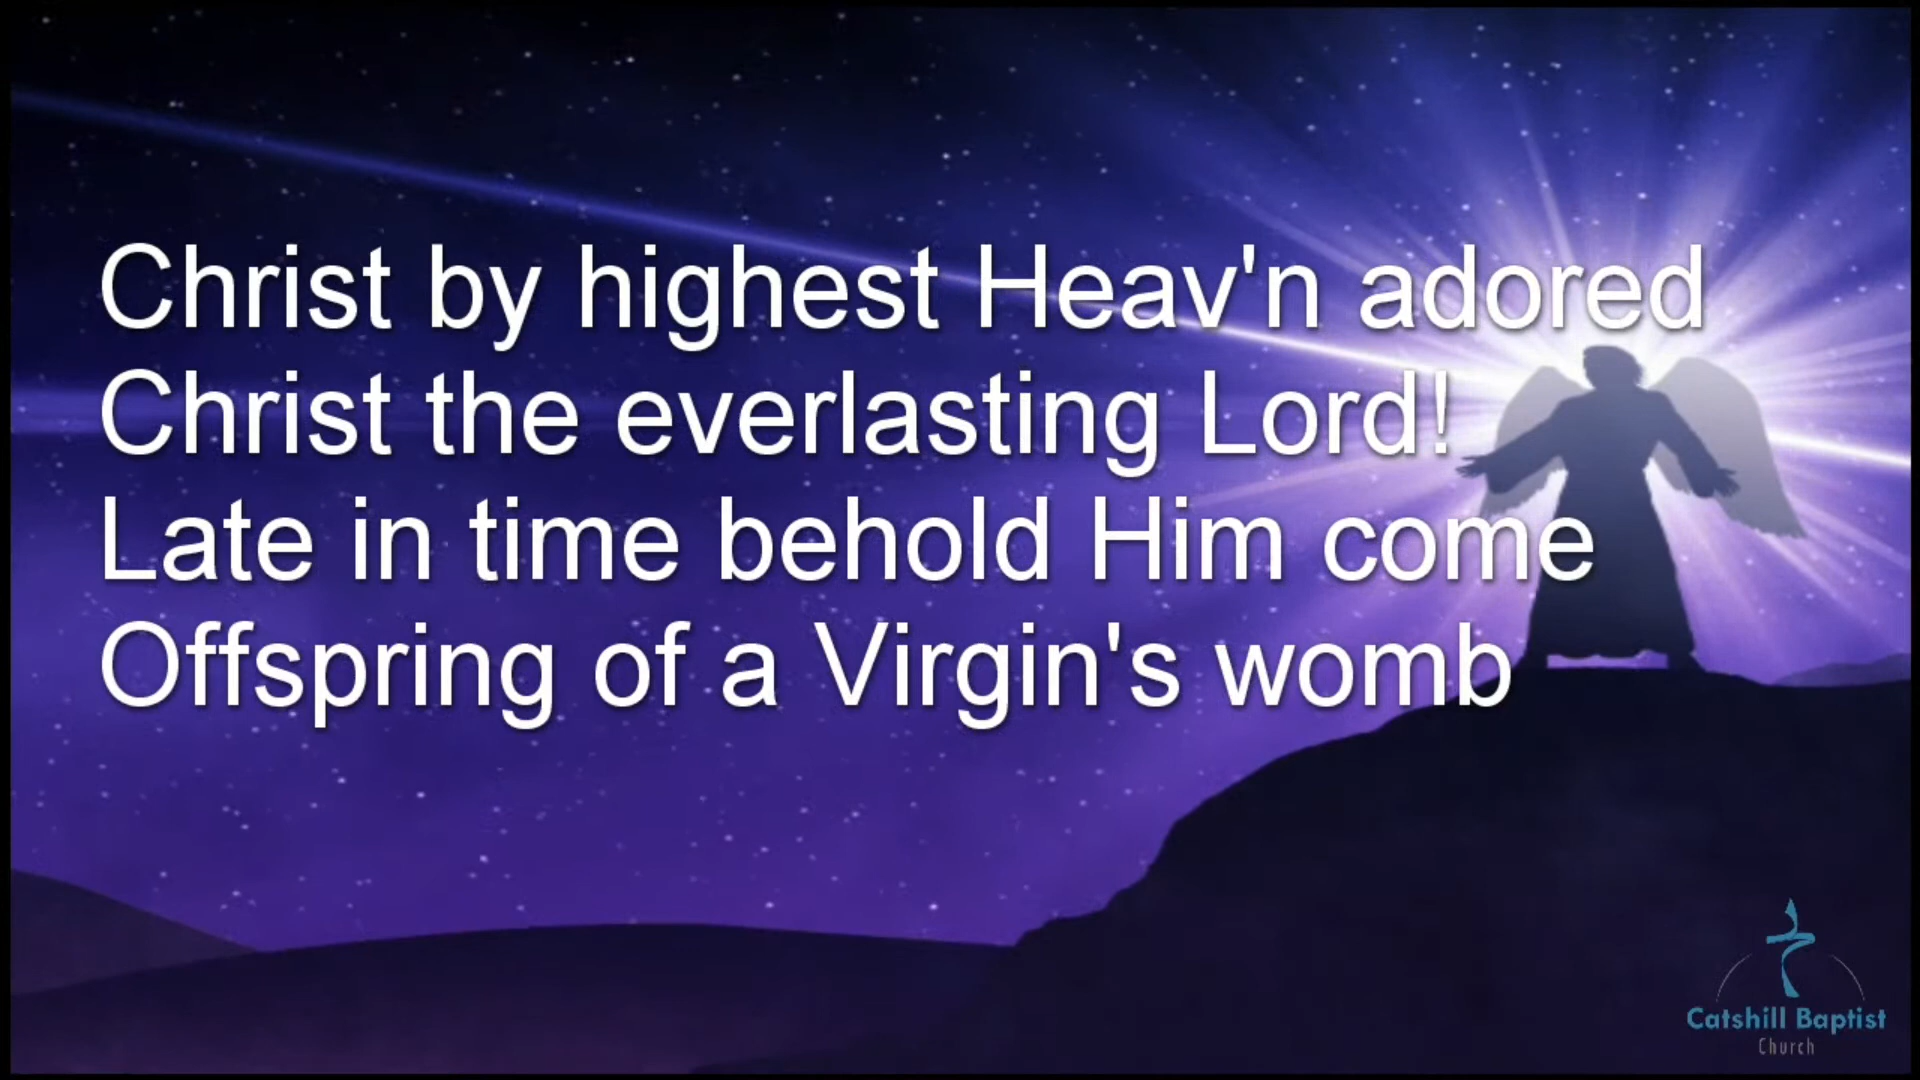 Christ by highest Heav'n adored
Christ the everlasting Lord!
Late in time behold Him come
Offspring of a Virgin's womb
Catshill Baptist
Church